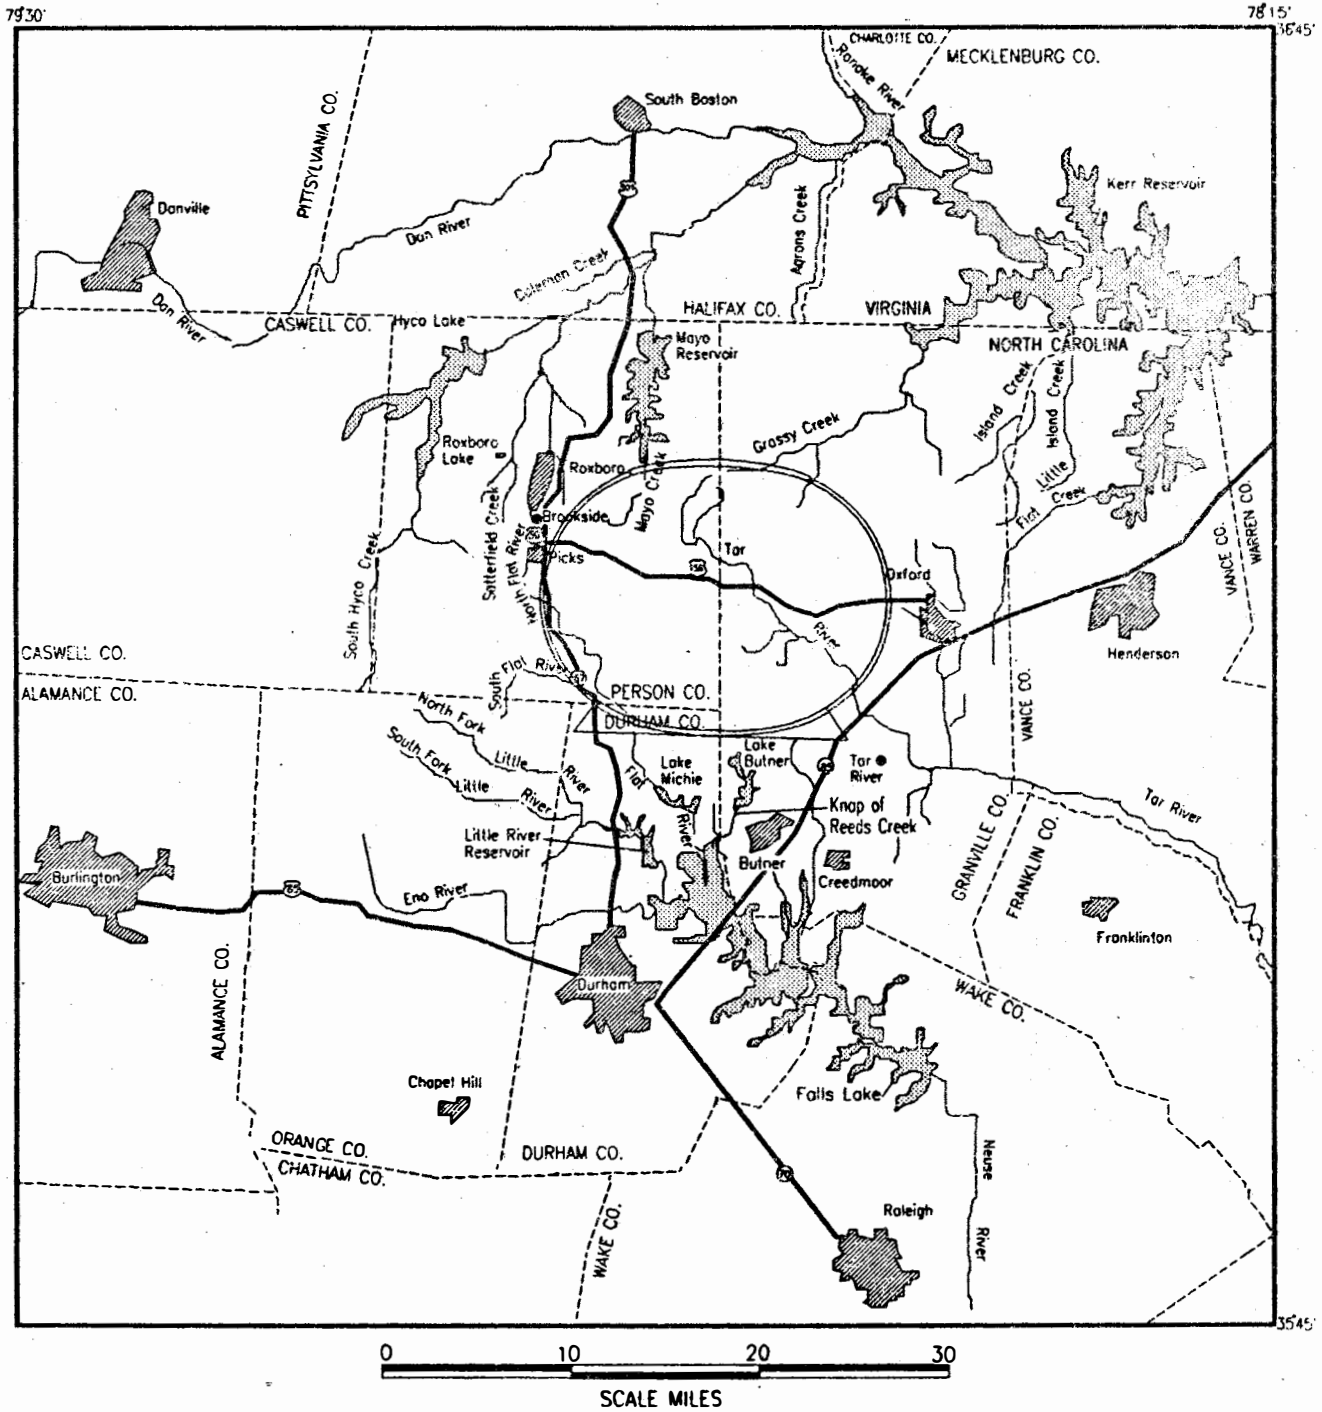 79°30'
78°15'
36°45'
CHARLOTTE CO.
MECKLENBURG CO.
Roanoke River
South Boston
PITTSYLVANIA CO.
501
Kerr Reservoir
Danville
Dan River
Aarons Creek
Coleman Creek
Dan River
HALIFAX CO.
VIRGINIA
CASWELL CO.
Hyco Lake
NORTH CAROLINA
Mayo
Reservoir
Island Creek
Island Creek
Little
Grassy Creek
Roxboro
Lake
Roxboro
Mayo Creek
Flat Creek
VANCE CO.
WARREN CO.
Satterfield Creek
Brookside
North Flat River
Picks
Tar
River
158
Oxford
South Hyco Creek
Henderson
CASWELL CO.
ALAMANCE CO.
South Flat River
PERSON CO.
DURHAM CO.
VANCE CO.
North Fork
Little
River
South Fork
Little
River
Flat
River
Lake
Michie
Lake
Butner
85
Tar
River
Tar River
Knap of
Reeds Creek
Little River
Reservoir
GRANVILLE CO.
FRANKLIN CO.
Burlington
85
Eno River
Butner
Creedmoor
Franklinton
Durham
ALAMANCE CO.
WAKE CO.
Chapel Hill
Falls Lake
ORANGE CO.
CHATHAM CO.
DURHAM CO.
Neuse
River
70
WAKE CO.
Raleigh
35°45'
0 10 20 30
SCALE MILES